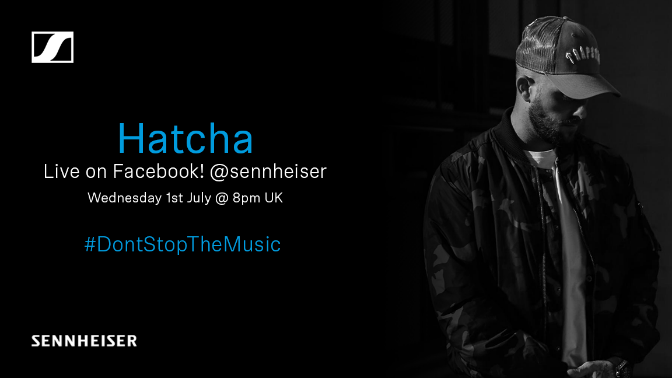 Hatcha
Live on Facebook! @sennheiser
Wednesday 1st July @ 8pm UK
#DontStopTheMusic
SENNHEISER